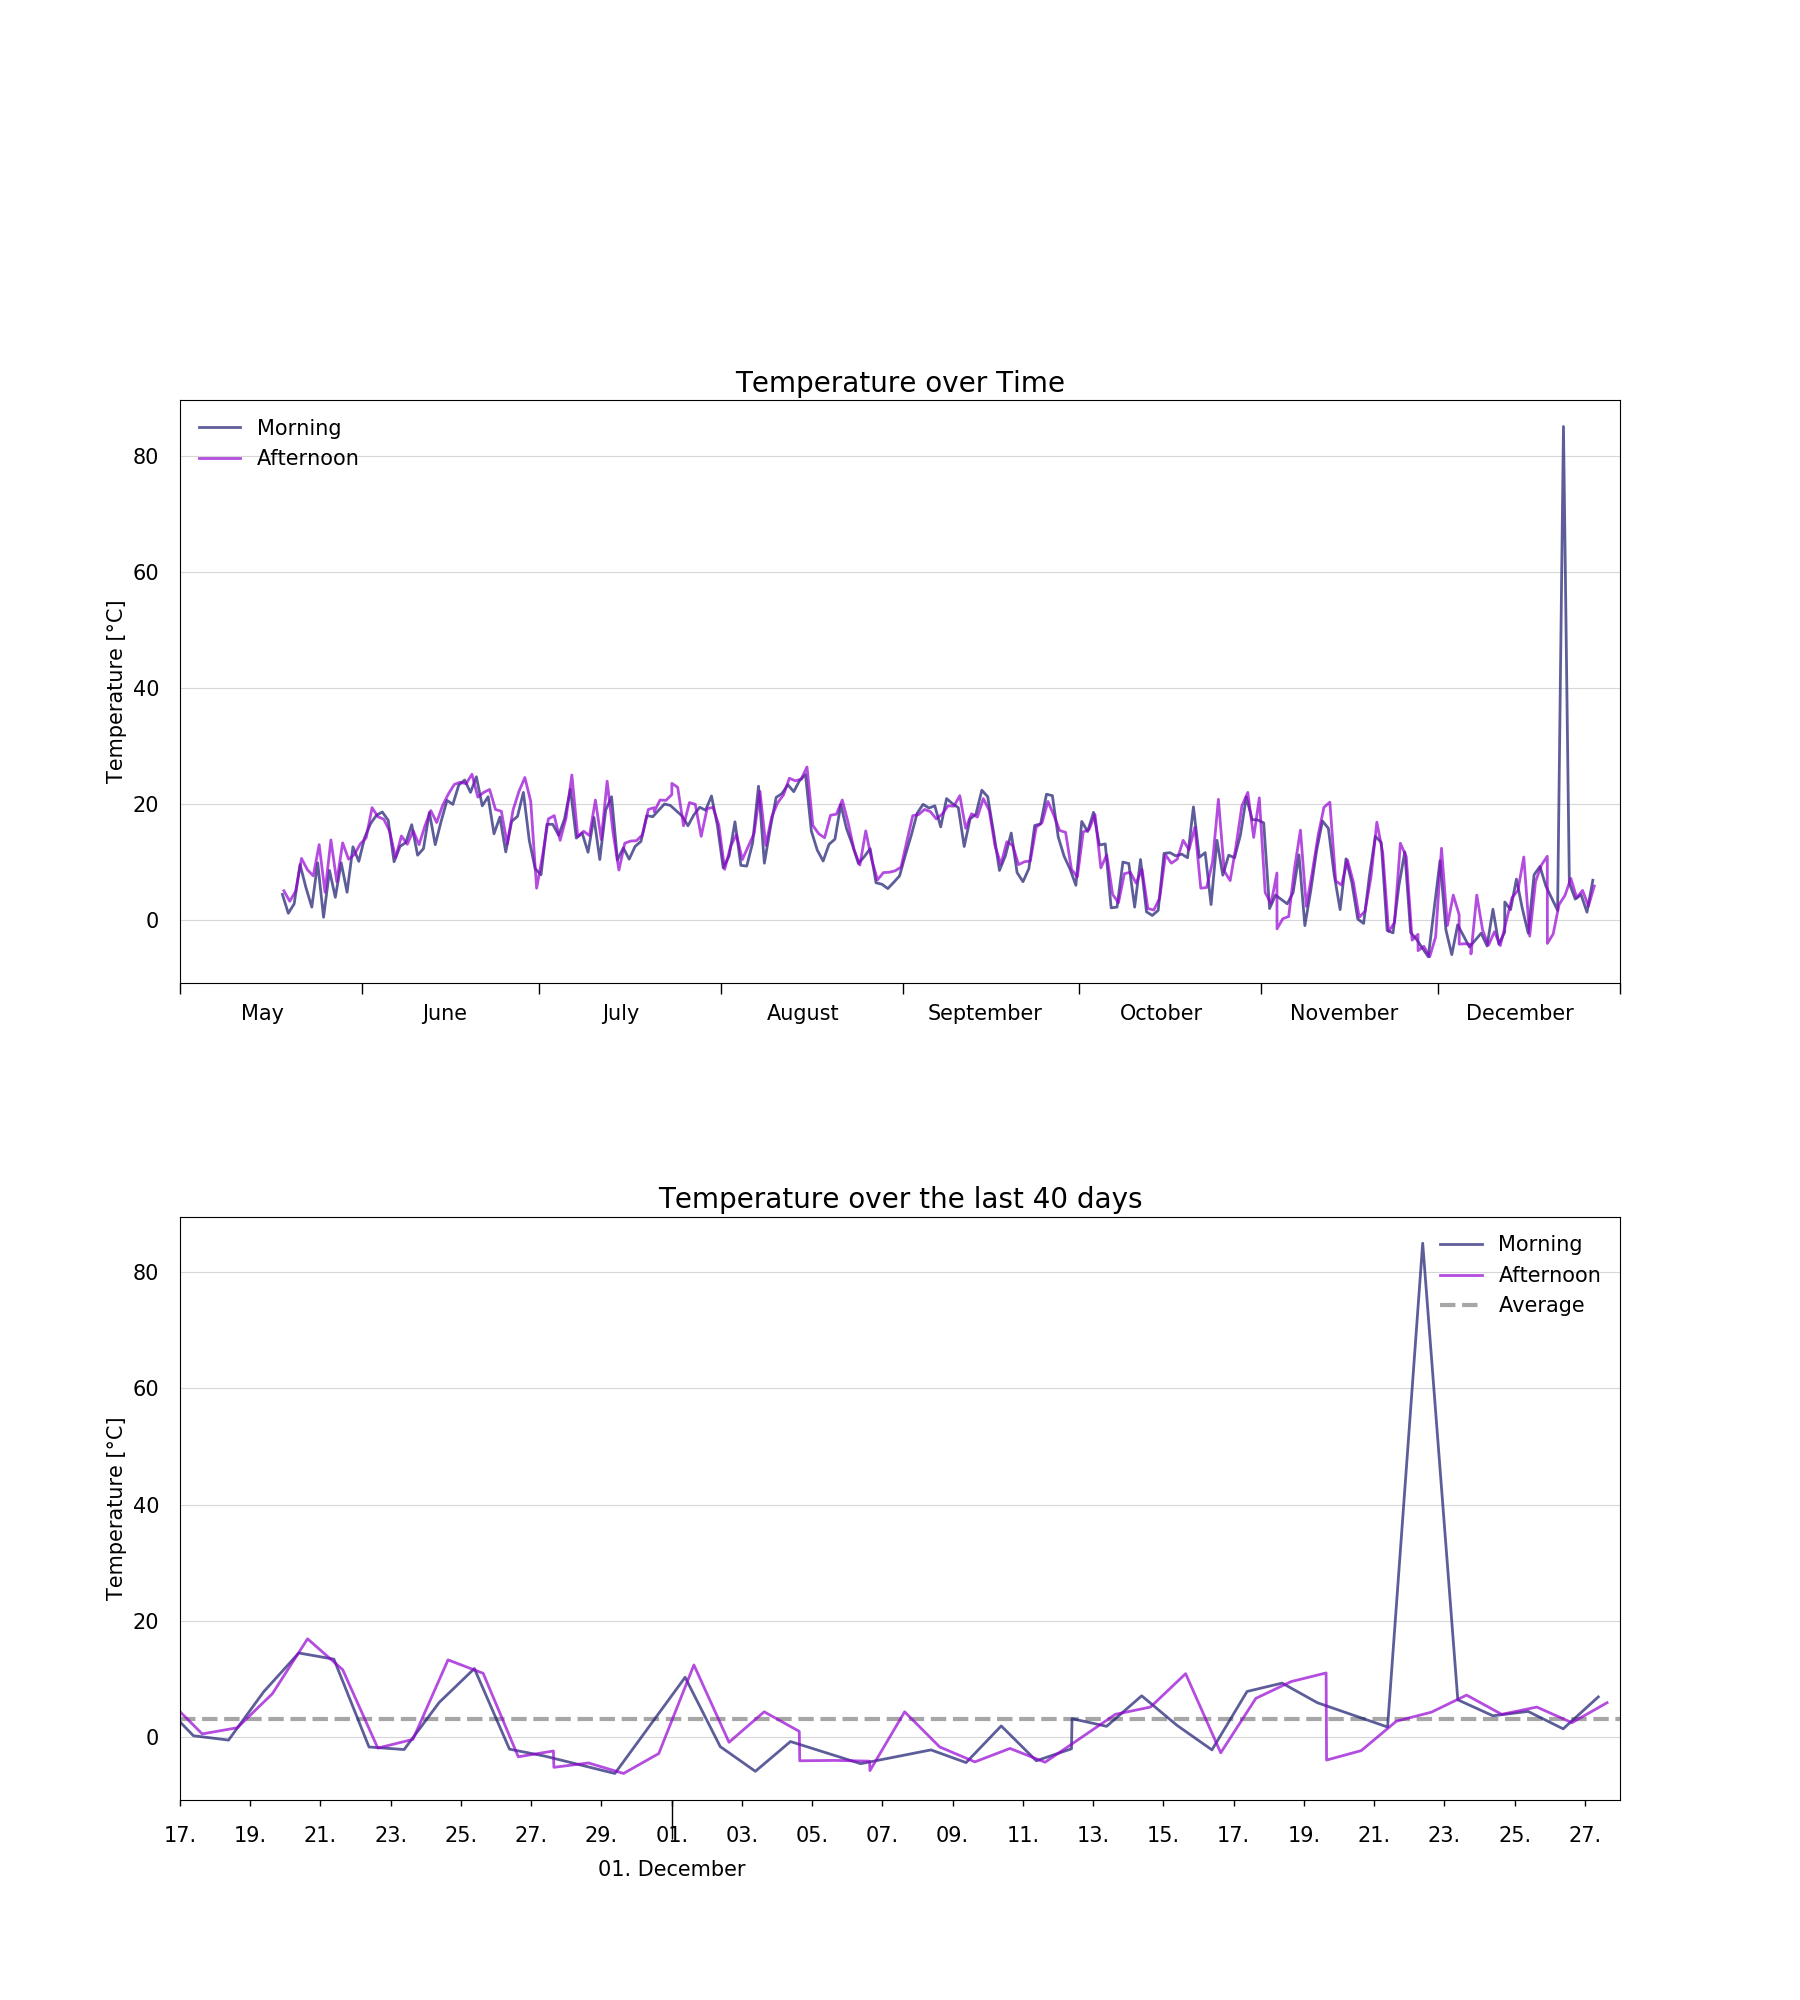 Temperature over Time
Morning
Afternoon
80
60
40
20
0
Temperature [°C]
May June July August September October November December
Temperature over the last 40 days
Morning
Afternoon
Average
80
60
40
20
0
Temperature [°C]
17. 19. 21. 23. 25. 27. 29. 01. 03. 05. 07. 09. 11. 13. 15. 17. 19. 21. 23. 25. 27.
01. December